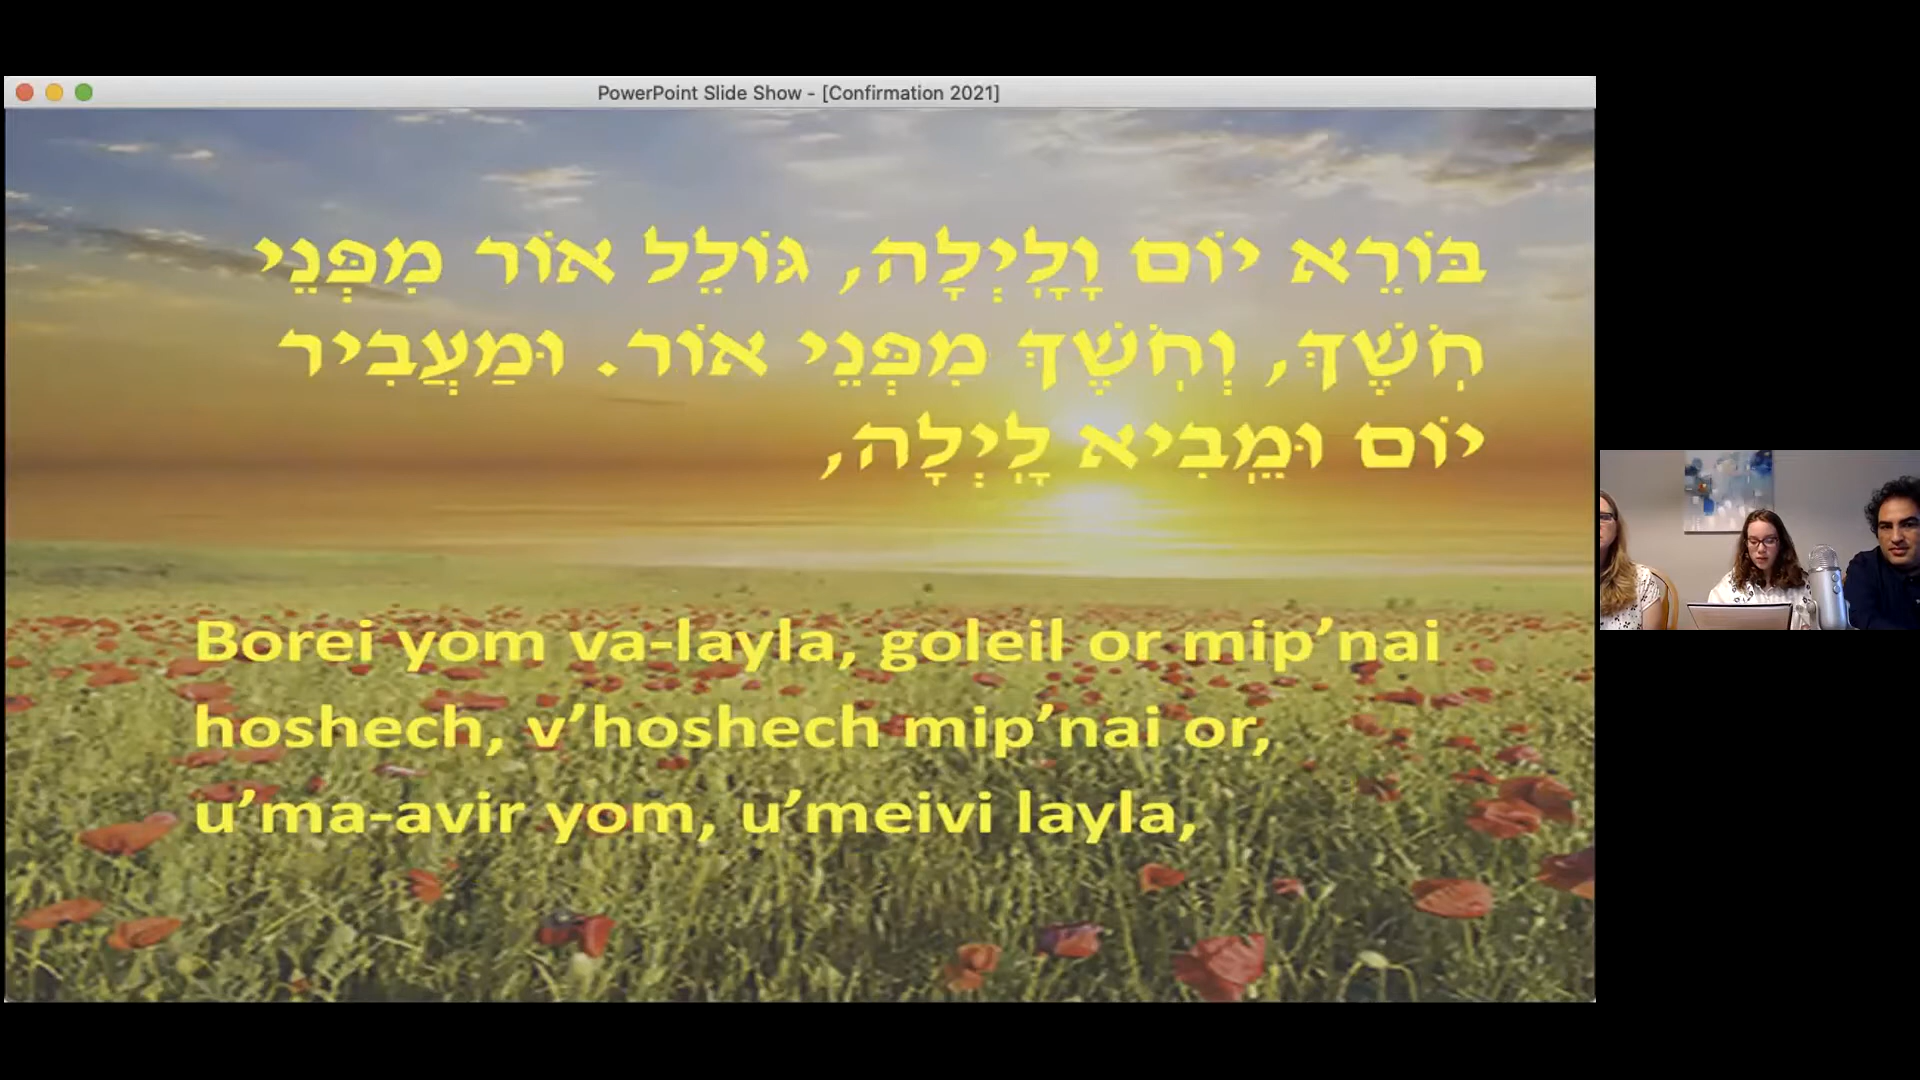 PowerPoint Slide Show - [Confirmation 2021]
בּוֹרֵא יוֹם וָלָֽיְלָה, גּוֹלֵל אוֹר מִפְּנֵי
חֹֽשֶׁךְ, וְחֹֽשֶׁךְ מִפְּנֵי אוֹר. וּמַעֲבִיר
יוֹם וּמֵֽבִיא לָֽיְלָה,
Borei yom va-layla, goleil or mip’nai
hoshech, v’hoshech mip’nai or,
u’ma-avir yom, u’meivi layla,